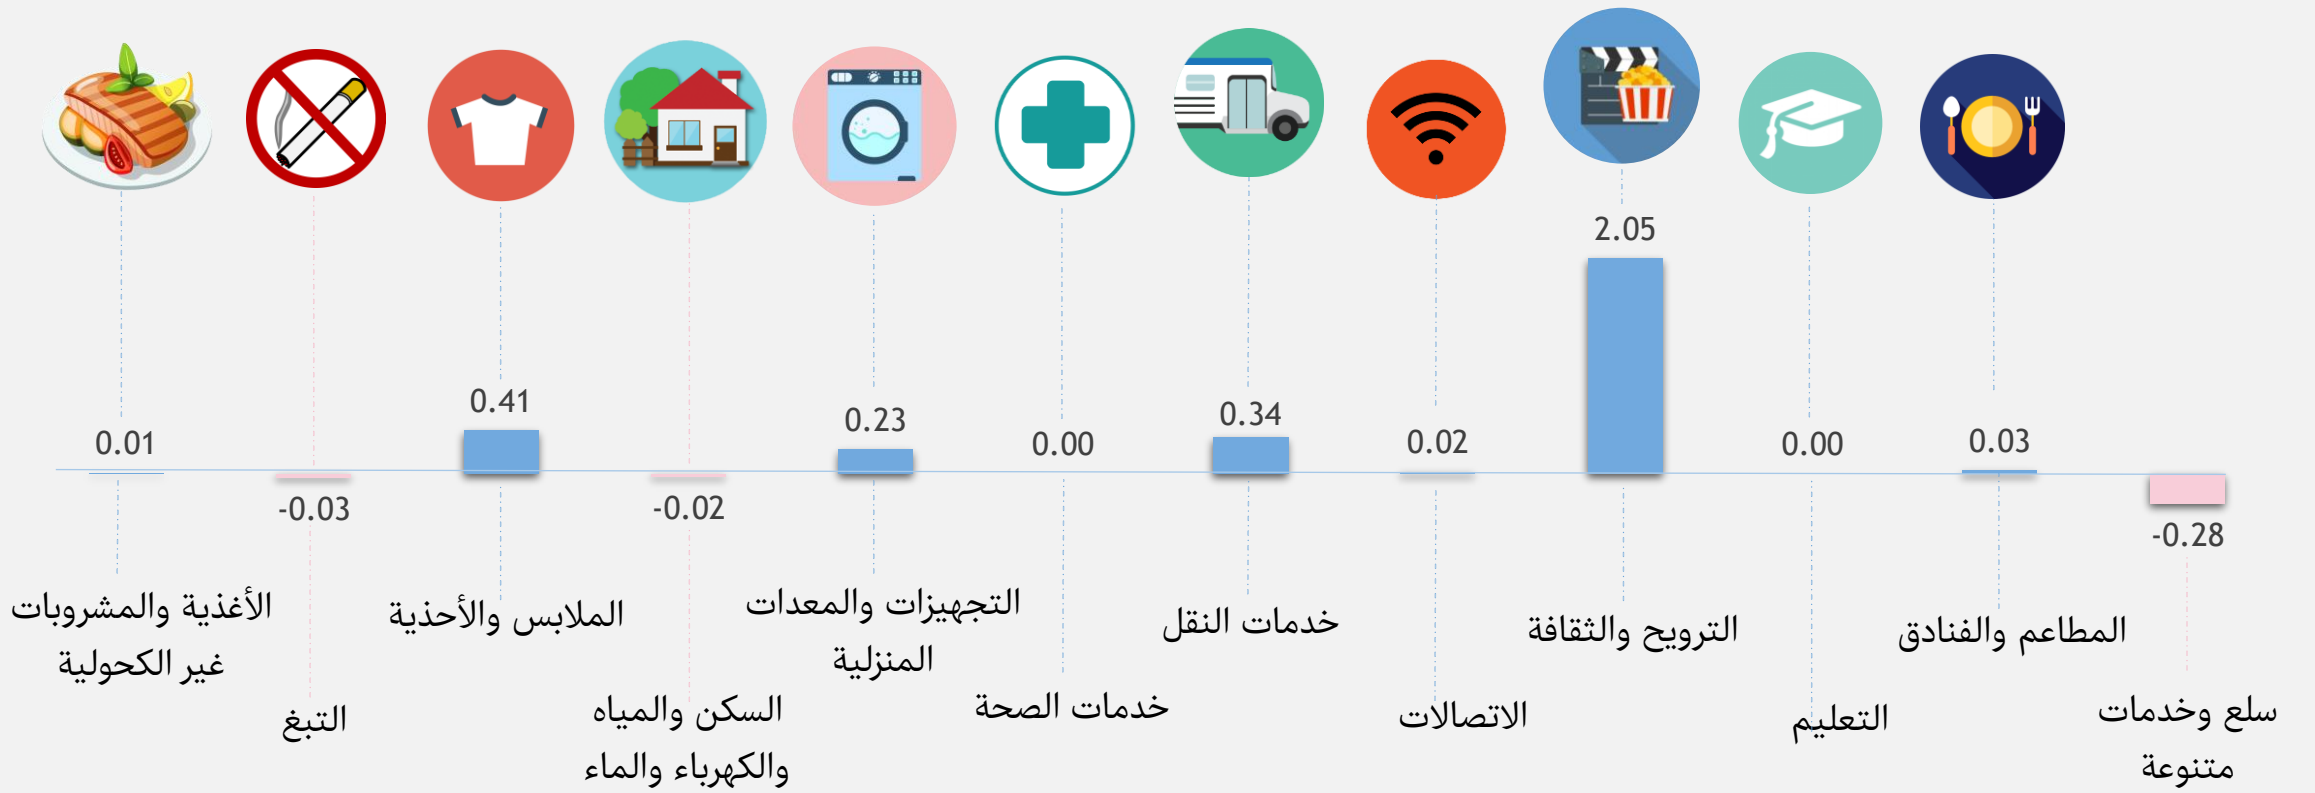 2.05
0.41
0.34
0.23
0.01
0.00
0.02
0.00
0.03
-0.03
-0.02
-0.28
الأغذية والمشروبات
غير الكحولية
التبغ
الملابس والأحذية
السكن والمياه
والكهرباء والماء
التجهيزات والمعدات
المنزلية
خدمات الصحة
خدمات النقل
الاتصالات
الترويح والثقافة
التعليم
المطاعم والفنادق
سلع وخدمات
متنوعة